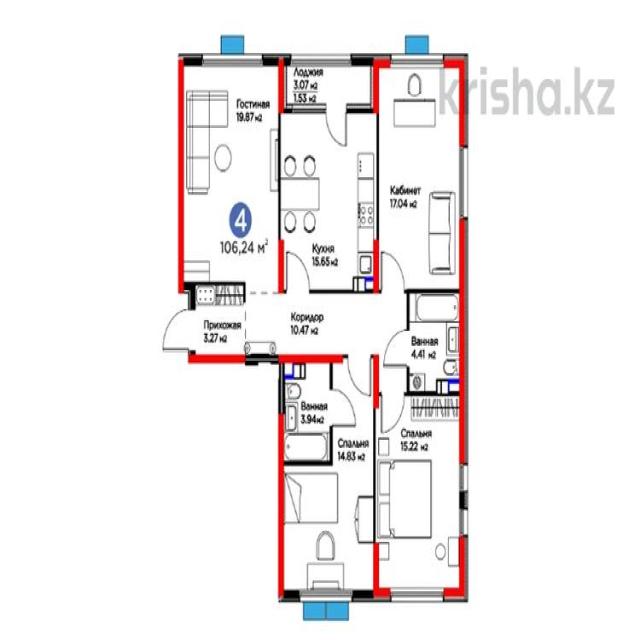 krisha.kz
Лоджия
3.07 м2
1.53 м2
Гостиная
19.87 м2
Кабинет
17.04 м2
4
106,24 м²
Кухня
15.65 м2
Прихожая
3.27 м2
Коридор
10.47 м2
Ванная
4.41 м2
Ванная
3.94 м2
Спальня
14.83 м2
Спальня
15.22 м2